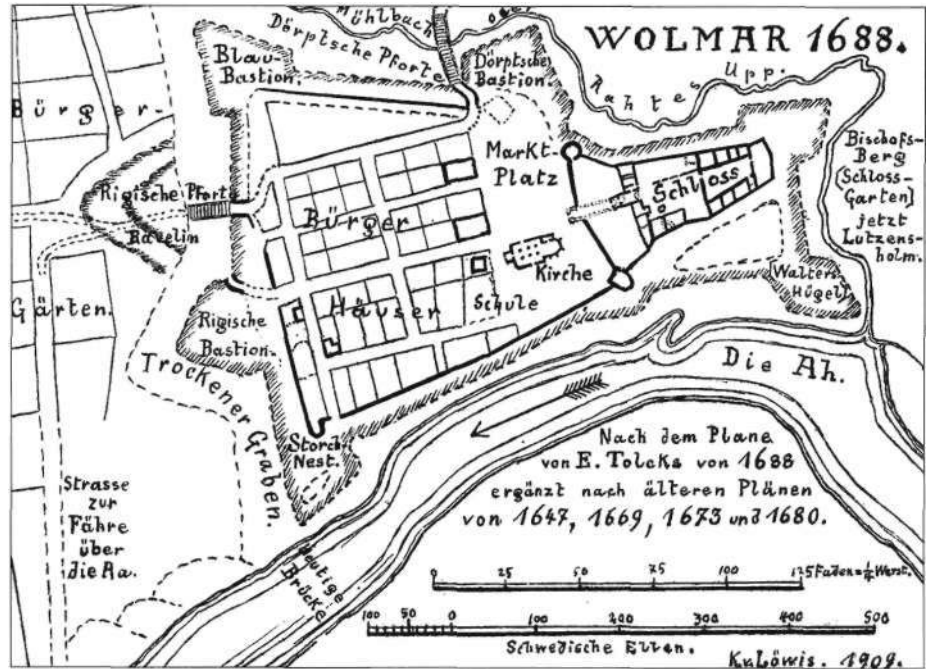 WOLMAR 1688.
Mühlbach
oder
Rahtes Upp.
Dörptsche Pforte
Blau-
Bastion.
Dörptsche
Bastion.
Bürger-
Gärten.
Rigische Pforte
Ravelin
Markt-
Platz
Schloss
Bischofs-
Berg
(Schloss-
Garten)
jetzt
Lutzens-
holm.
Bürger
Häuser
Kirche
Schule
Walters
Hügel
Rigische
Bastion.
Trockener Graben.
Storch-
Nest.
Die Ah.
Strasse
zur
Fähre
über
die Ra.
Heutige
Brücke
Nach dem Plane
von E. Tolcks von 1688
ergänzt nach älteren Plänen
von 1647, 1669, 1673 und 1680.
0 25 50 75 100 125 Faden=¼ Werst.
100 50 0 100 200 300 400 500
Schwedische Ellen.
K.v.Löwis. 1909.